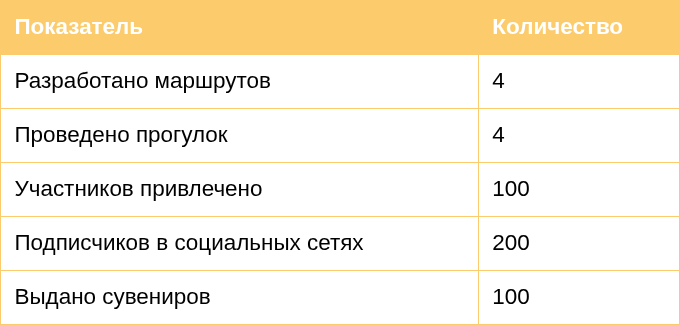 Показатель Количество
Разработано маршрутов 4
Проведено прогулок 4
Участников привлечено 100
Подписчиков в социальных сетях 200
Выдано сувениров 100